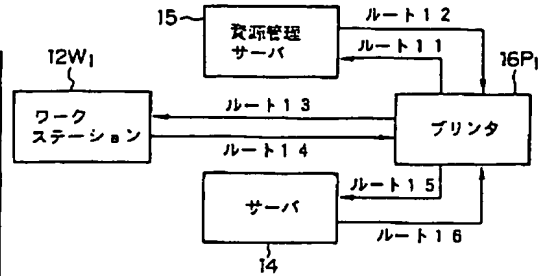 15
資源管理
サーバ
ルート12
ルート11
16P1
12W1
ワーク
ステーション
ルート13
ルート14
プリンタ
サーバ
ルート15
ルート16
14